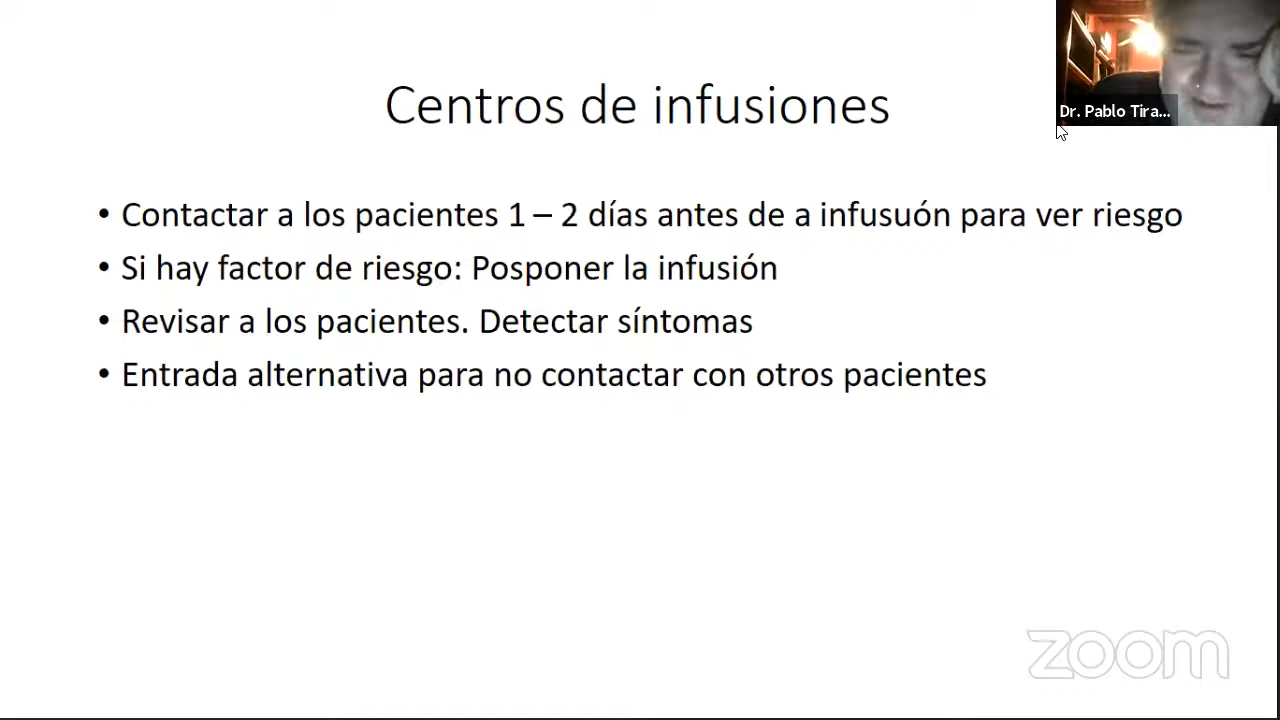 Centros de infusiones
Dr. Pablo Tira...
• Contactar a los pacientes 1 – 2 días antes de a infusuón para ver riesgo
• Si hay factor de riesgo: Posponer la infusión
• Revisar a los pacientes. Detectar síntomas
• Entrada alternativa para no contactar con otros pacientes
zoom